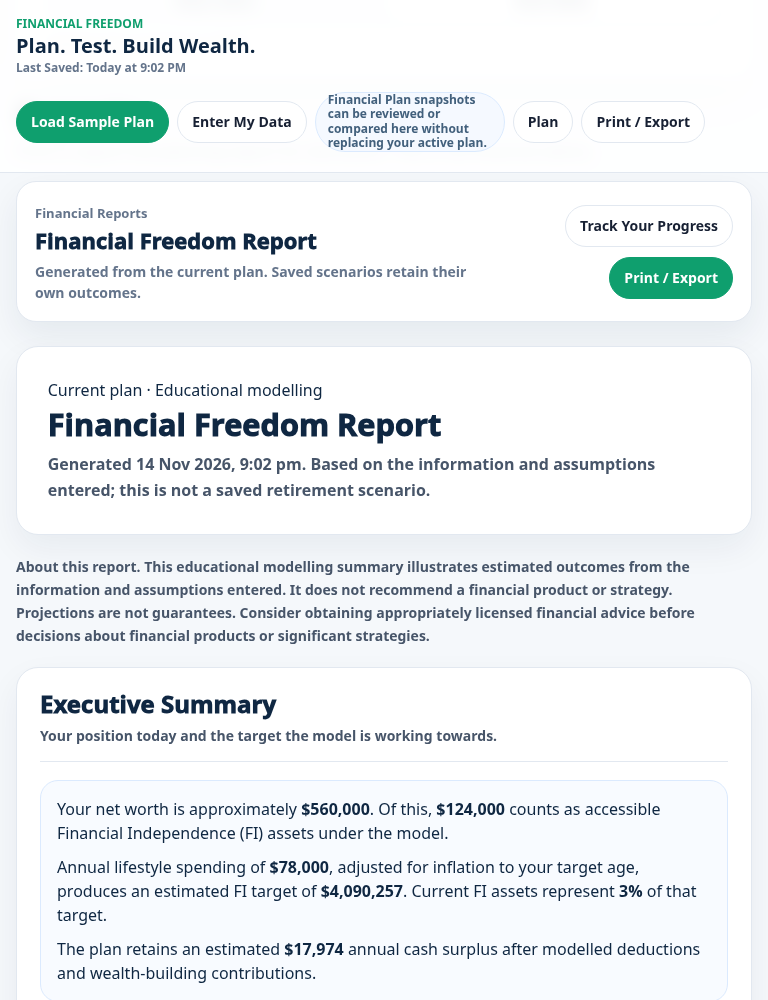 FINANCIAL FREEDOM
Plan. Test. Build Wealth.
Last Saved: Today at 9:02 PM
Load Sample Plan
Enter My Data
Financial Plan snapshots
can be reviewed or
compared here without
replacing your active plan.
Plan
Print / Export
Financial Reports
Financial Freedom Report
Generated from the current plan. Saved scenarios retain their
own outcomes.
Track Your Progress
Print / Export
Current plan · Educational modelling
Financial Freedom Report
Generated 14 Nov 2026, 9:02 pm. Based on the information and assumptions
entered; this is not a saved retirement scenario.
About this report. This educational modelling summary illustrates estimated outcomes from the
information and assumptions entered. It does not recommend a financial product or strategy.
Projections are not guarantees. Consider obtaining appropriately licensed financial advice before
decisions about financial products or significant strategies.
Executive Summary
Your position today and the target the model is working towards.
Your net worth is approximately $560,000. Of this, $124,000 counts as accessible
Financial Independence (FI) assets under the model.
Annual lifestyle spending of $78,000, adjusted for inflation to your target age,
produces an estimated FI target of $4,090,257. Current FI assets represent 3% of that
target.
The plan retains an estimated $17,974 annual cash surplus after modelled deductions
and wealth-building contributions.